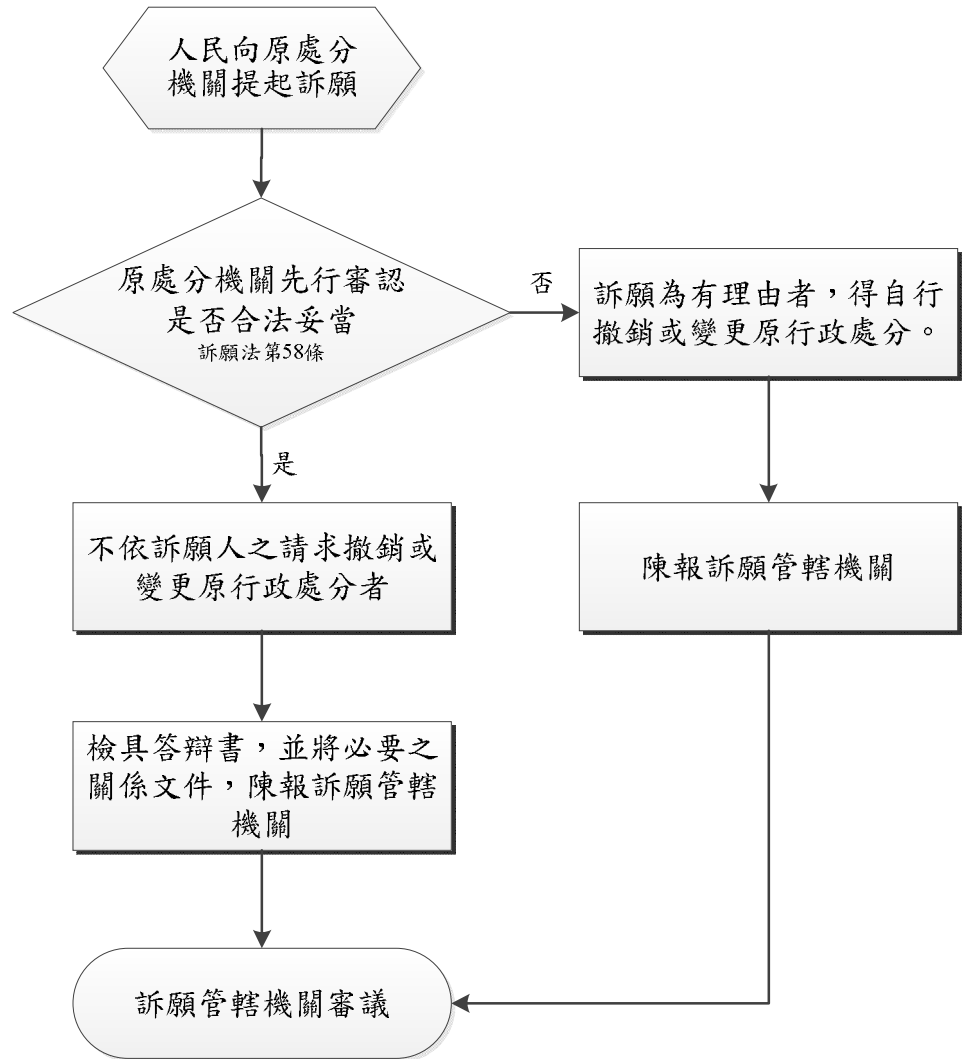 人民向原處分
機關提起訴願
原處分機關先行審認
是否合法妥當
訴願法第58條
否
訴願為有理由者，得自行
撤銷或變更原行政處分。
是
不依訴願人之請求撤銷或
變更原行政處分者
陳報訴願管轄機關
檢具答辯書，並將必要之
關係文件，陳報訴願管轄
機關
訴願管轄機關審議